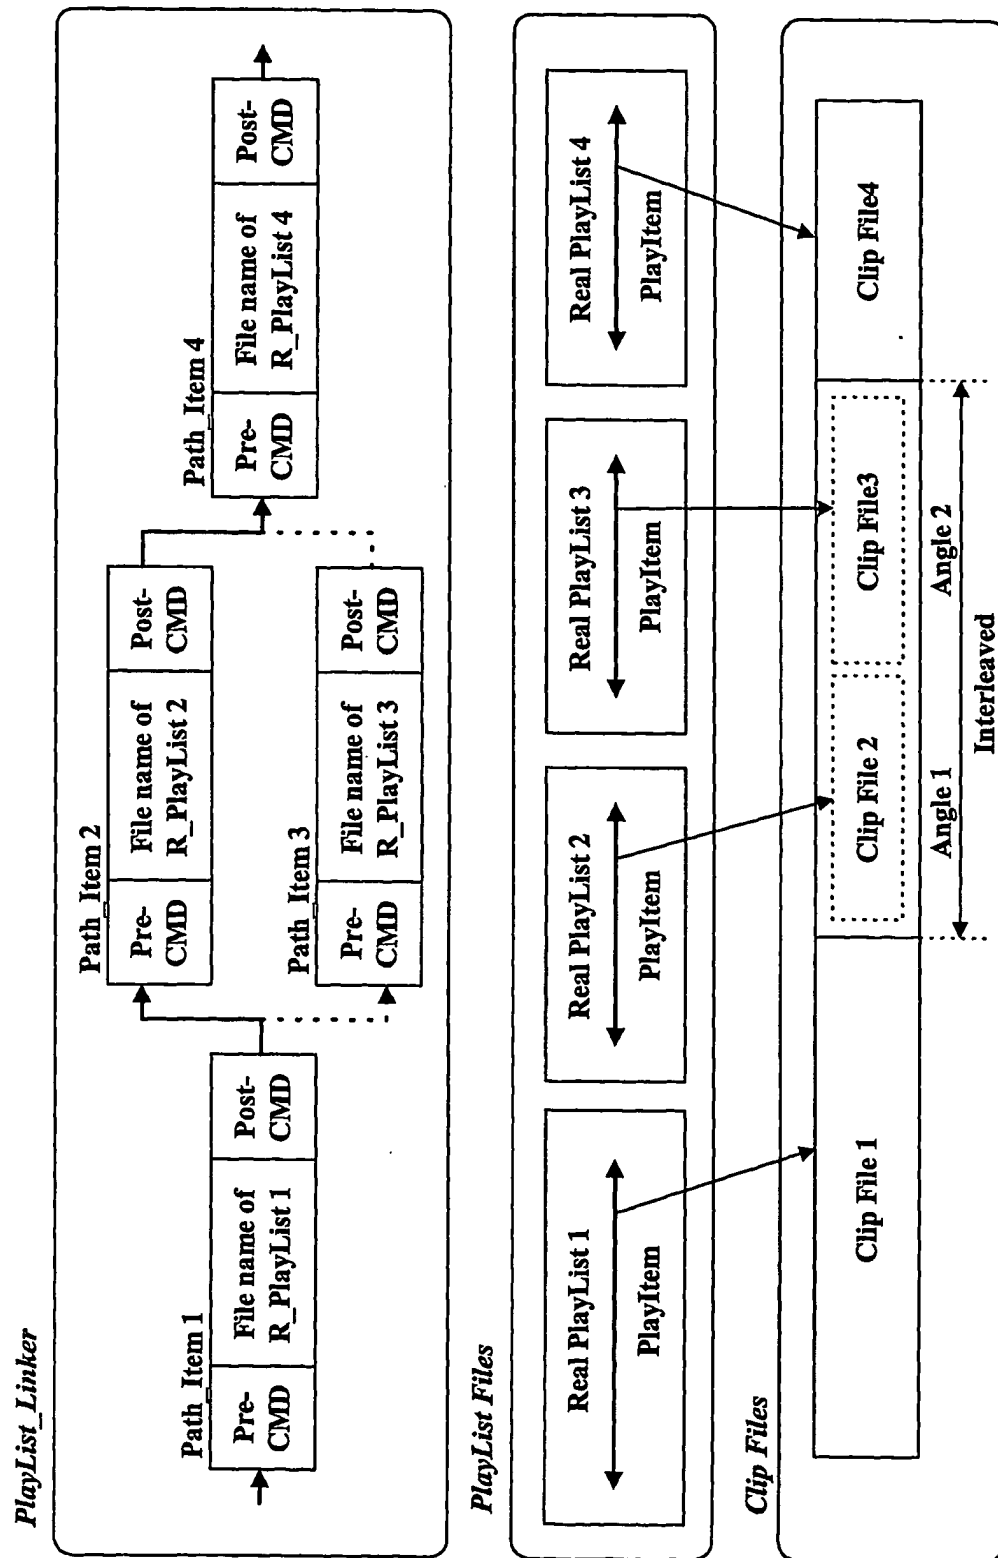 PlayList_Linker
Path_Item 1
Pre-
CMD
File name of
R_PlayList 1
Post-
CMD
Path_Item 2
Pre-
CMD
File name of
R_PlayList 2
Post-
CMD
Path_Item 3
Pre-
CMD
File name of
R_PlayList 3
Post-
CMD
Path_Item 4
Pre-
CMD
File name of
R_PlayList 4
Post-
CMD
PlayList Files
Real PlayList 1
PlayItem
Real PlayList 2
PlayItem
Real PlayList 3
PlayItem
Real PlayList 4
PlayItem
Clip Files
Clip File 1
Clip File 2
Clip File3
Clip File4
Angle 1
Angle 2
Interleaved